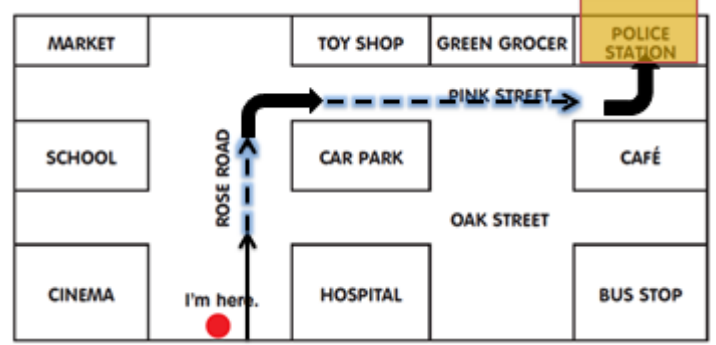 MARKET
TOY SHOP
GREEN GROCER
POLICE
STATION
PINK STREET
SCHOOL
ROSE ROAD
CAR PARK
CAFÉ
OAK STREET
CINEMA
I'm here.
HOSPITAL
BUS STOP